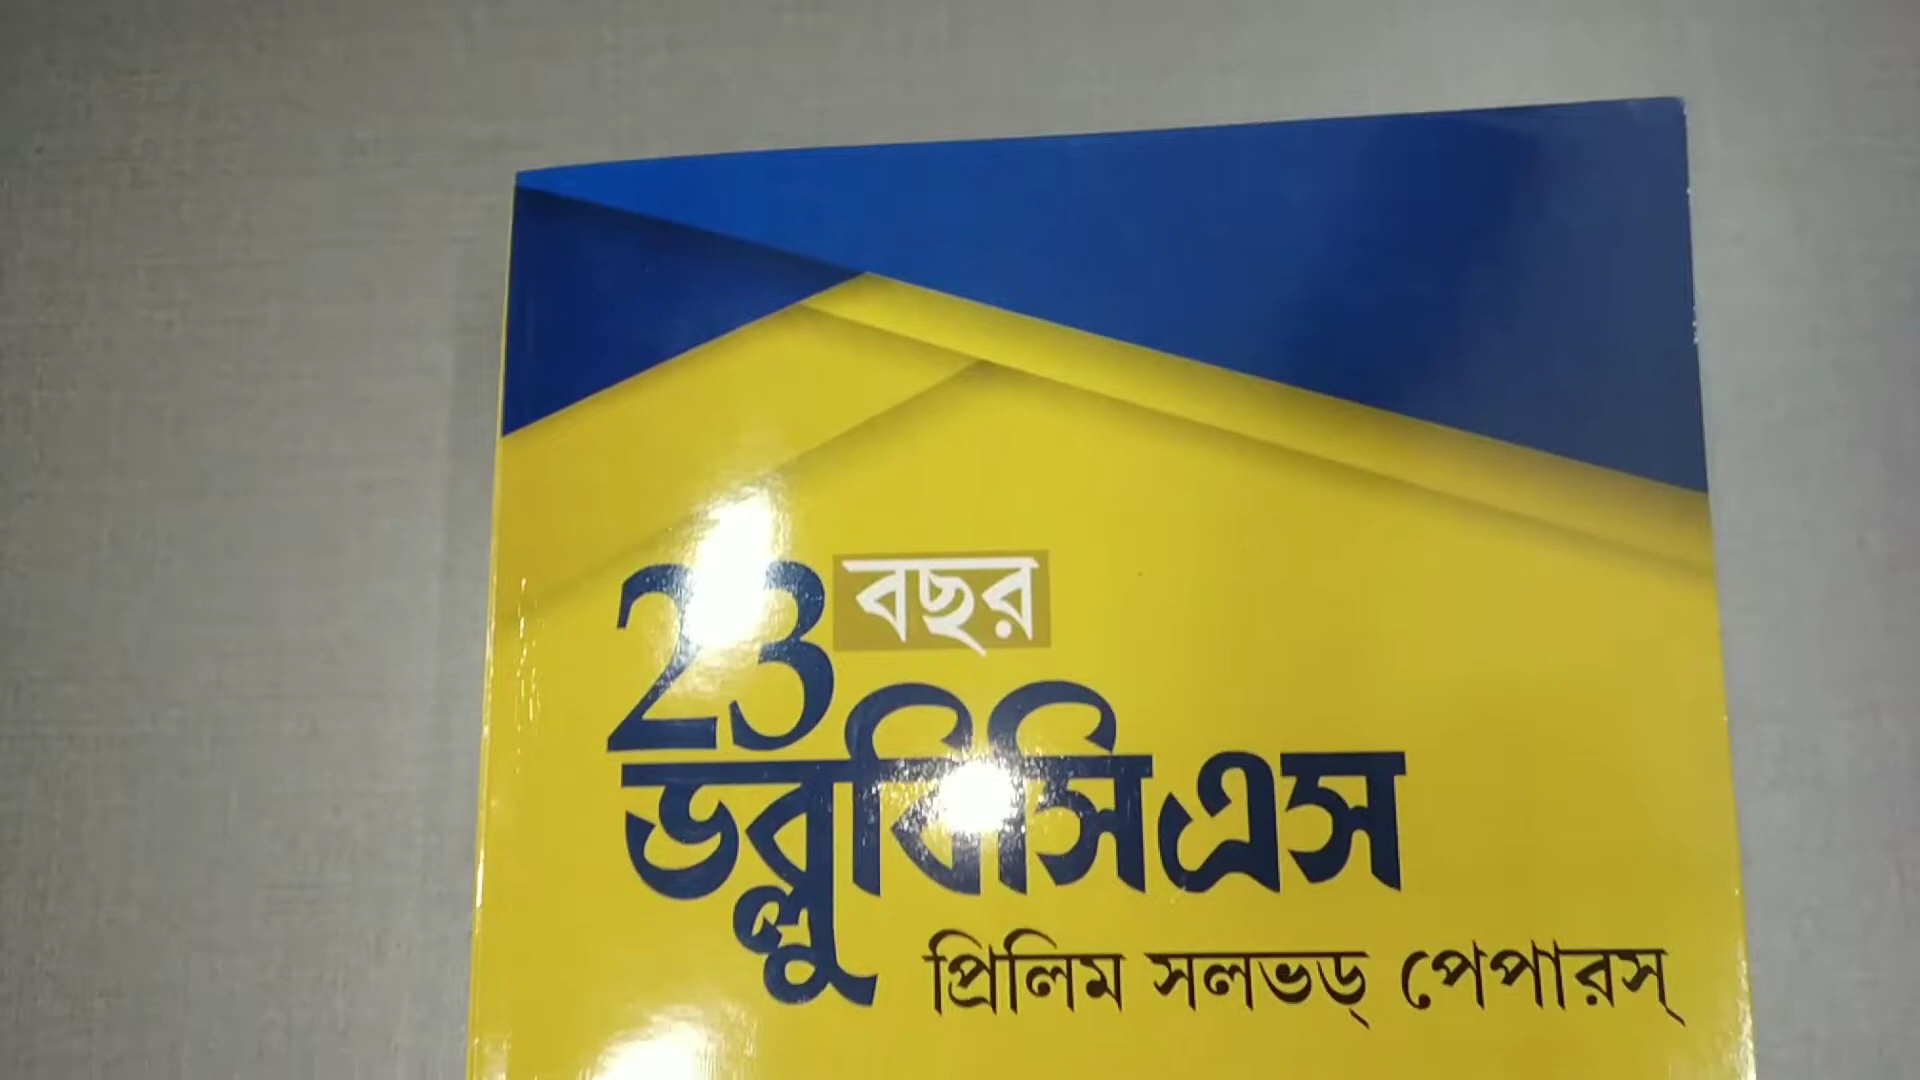 23 বছর
ডব্লুবিসিএস
প্রিলিম সলভড্ পেপারস্